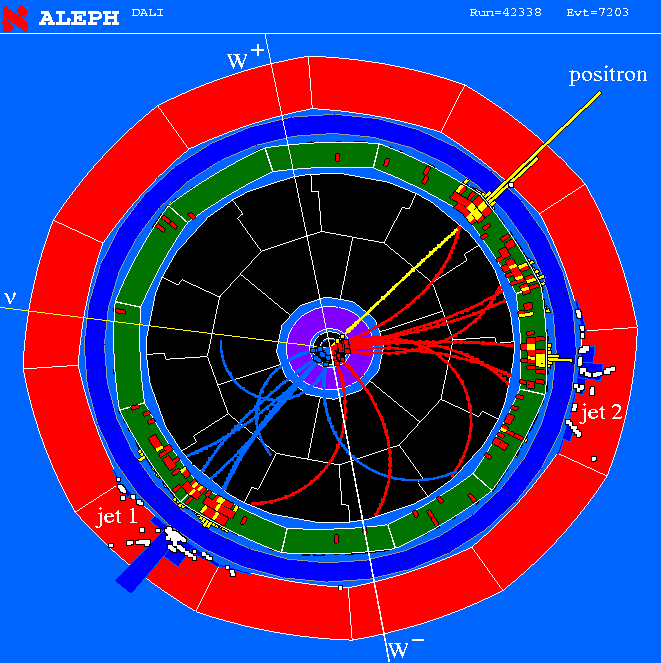 ALEPH DALI Run=42338 Evt=7203
W+
positron
ν
jet 2
jet 1
W−